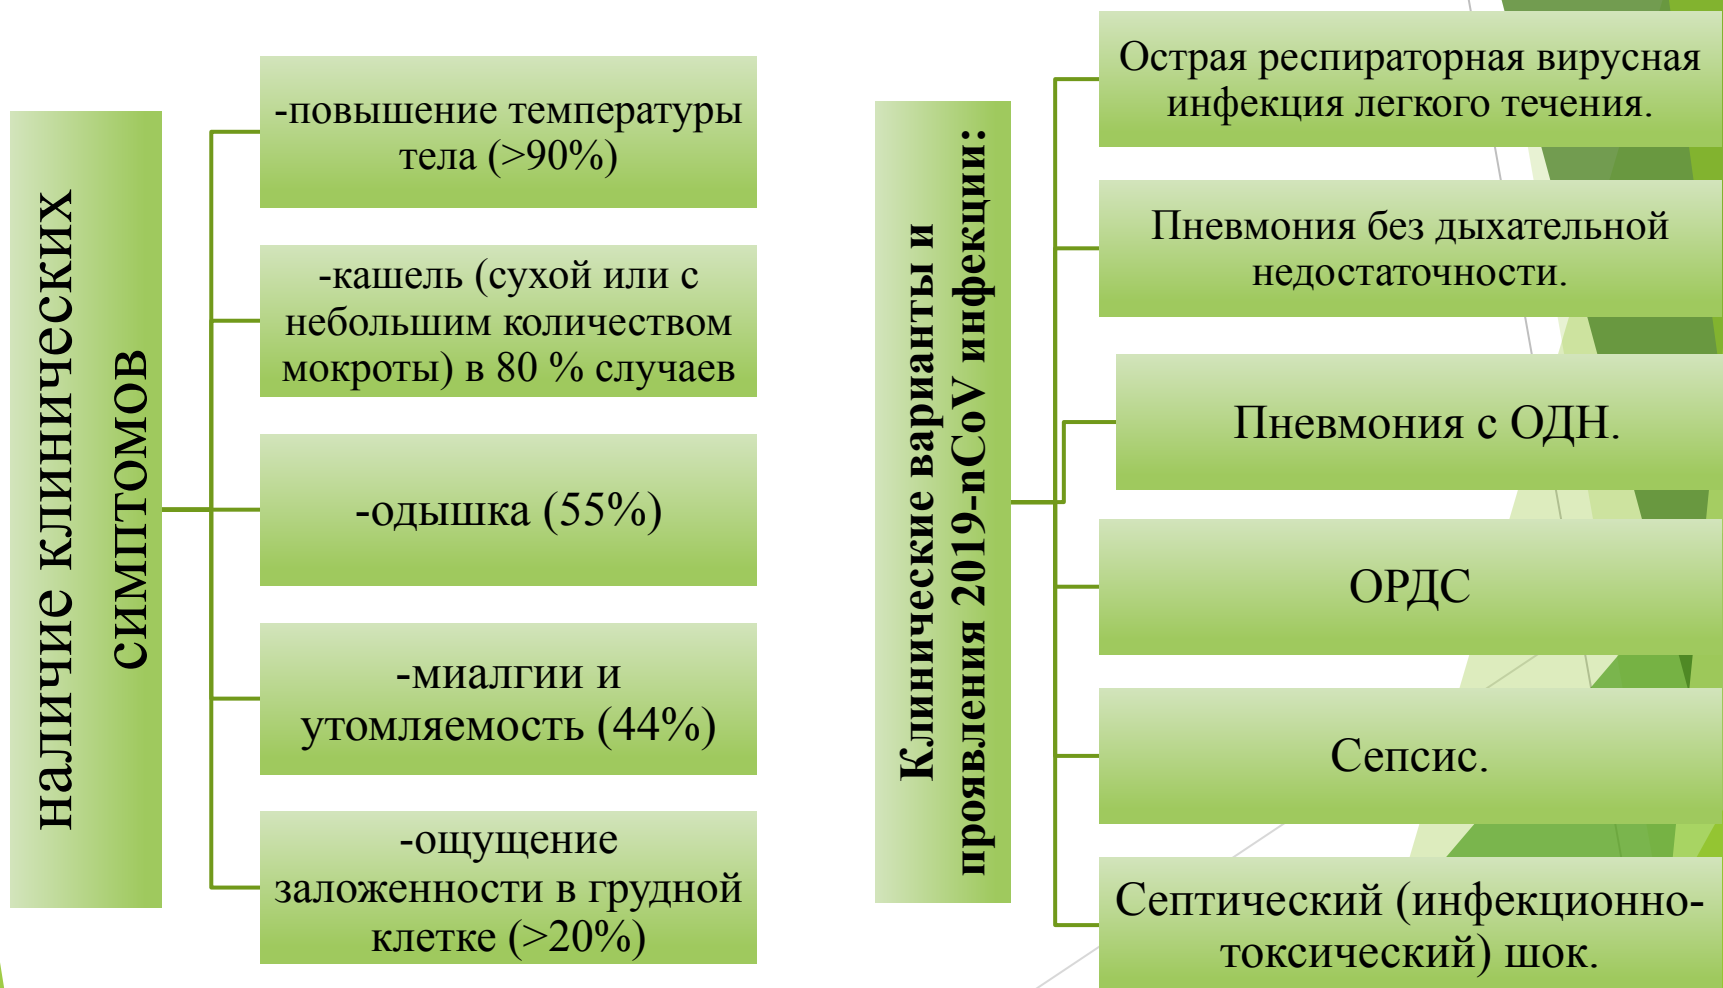 наличие клинических
симптомов
-повышение температуры
тела (>90%)
-кашель (сухой или с
небольшим количеством
мокроты) в 80 % случаев
-одышка (55%)
-миалгии и
утомляемость (44%)
-ощущение
заложенности в грудной
клетке (>20%)
Клинические варианты и
проявления 2019-nCoV инфекции:
Острая респираторная вирусная
инфекция легкого течения.
Пневмония без дыхательной
недостаточности.
Пневмония с ОДН.
ОРДС
Сепсис.
Септический (инфекционно-
токсический) шок.